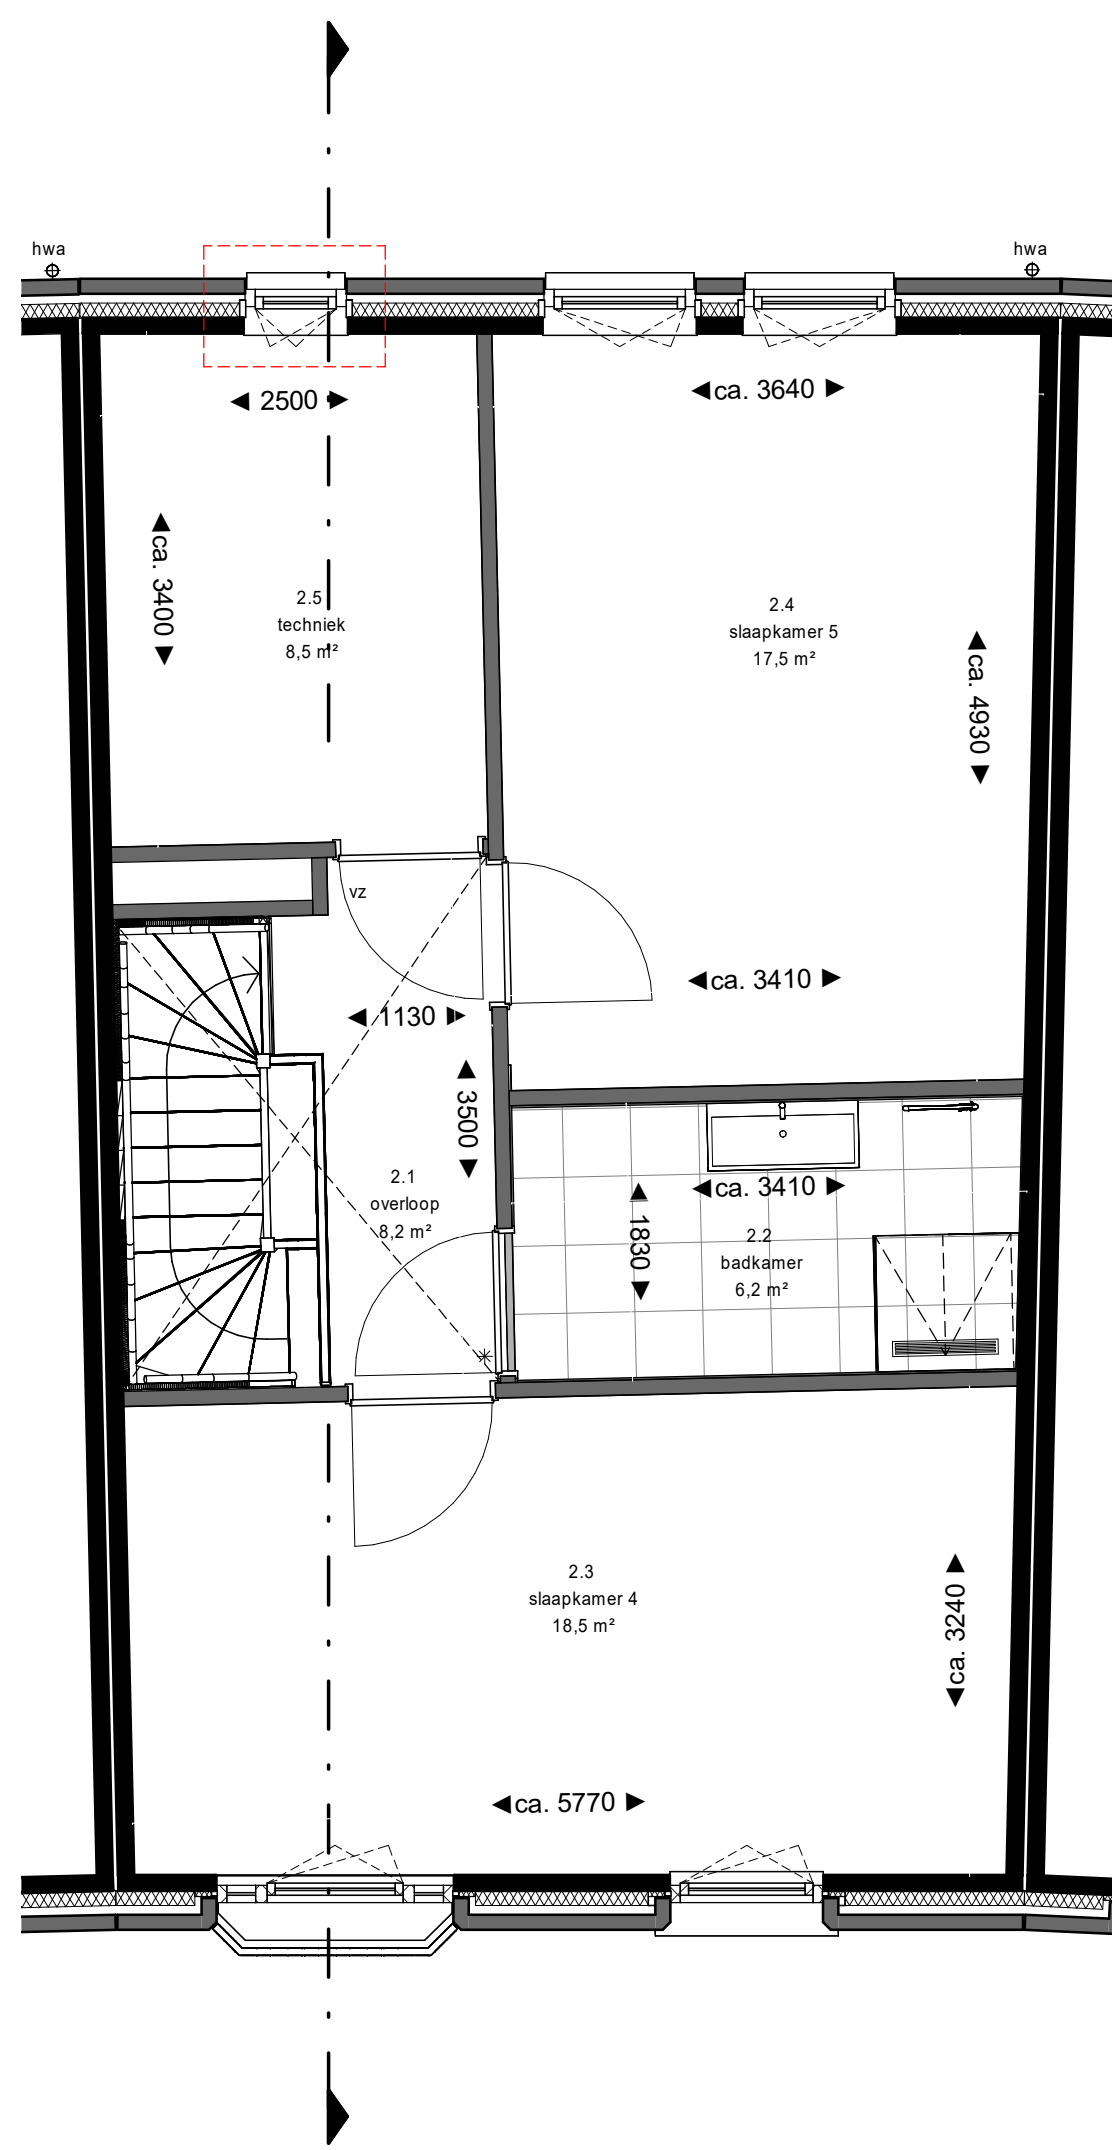 hwa
hwa
2500
ca. 3640
ca. 3400
2.5
techniek
8,5 m²
2.4
slaapkamer 5
17,5 m²
ca. 4930
vz
ca. 3410
1130
3500
2.1
overloop
8,2 m²
ca. 3410
1830
2.2
badkamer
6,2 m²
2.3
slaapkamer 4
18,5 m²
ca. 3240
ca. 5770